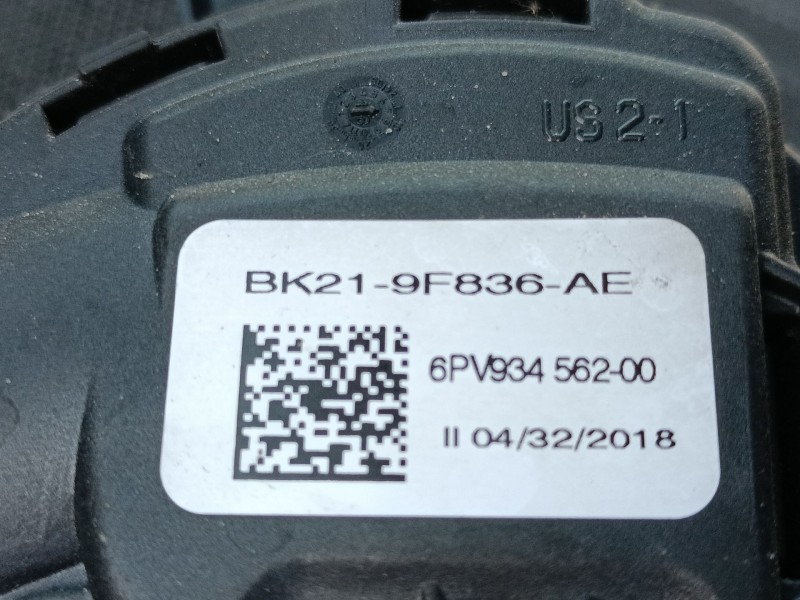 US 2-1
BK21-9F836-AE
6PV934 562-00
II 04/32/2018